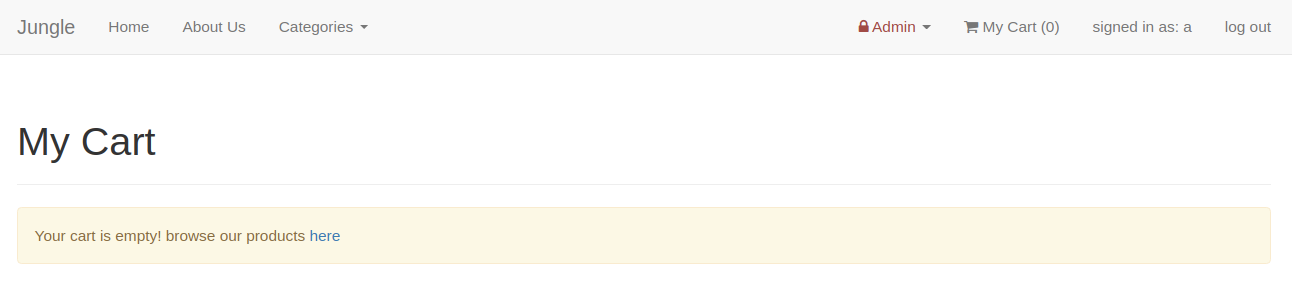 Jungle Home About Us Categories Admin My Cart (0) signed in as: a log out
My Cart
Your cart is empty! browse our products here